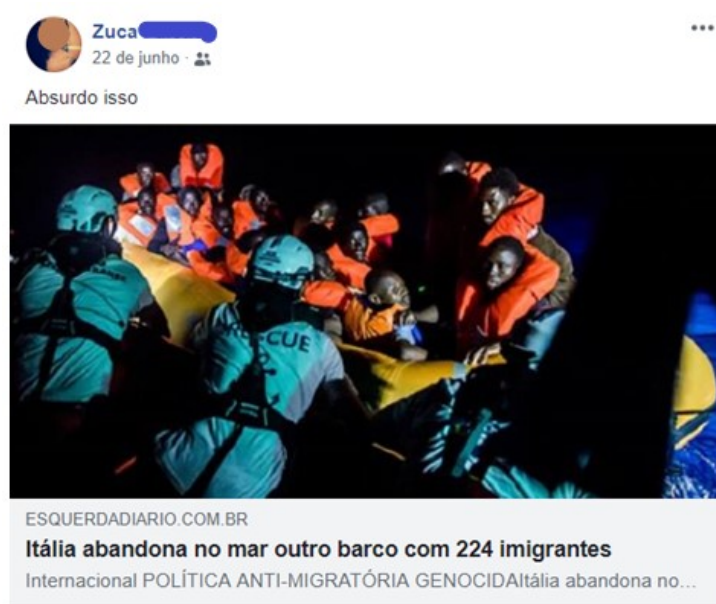 Zuca
22 de junho ·
Absurdo isso
RESCUE
ESQUERDADIARIO.COM.BR
Itália abandona no mar outro barco com 224 imigrantes
Internacional POLÍTICA ANTI-MIGRATÓRIA GENOCIDAItália abandona no...